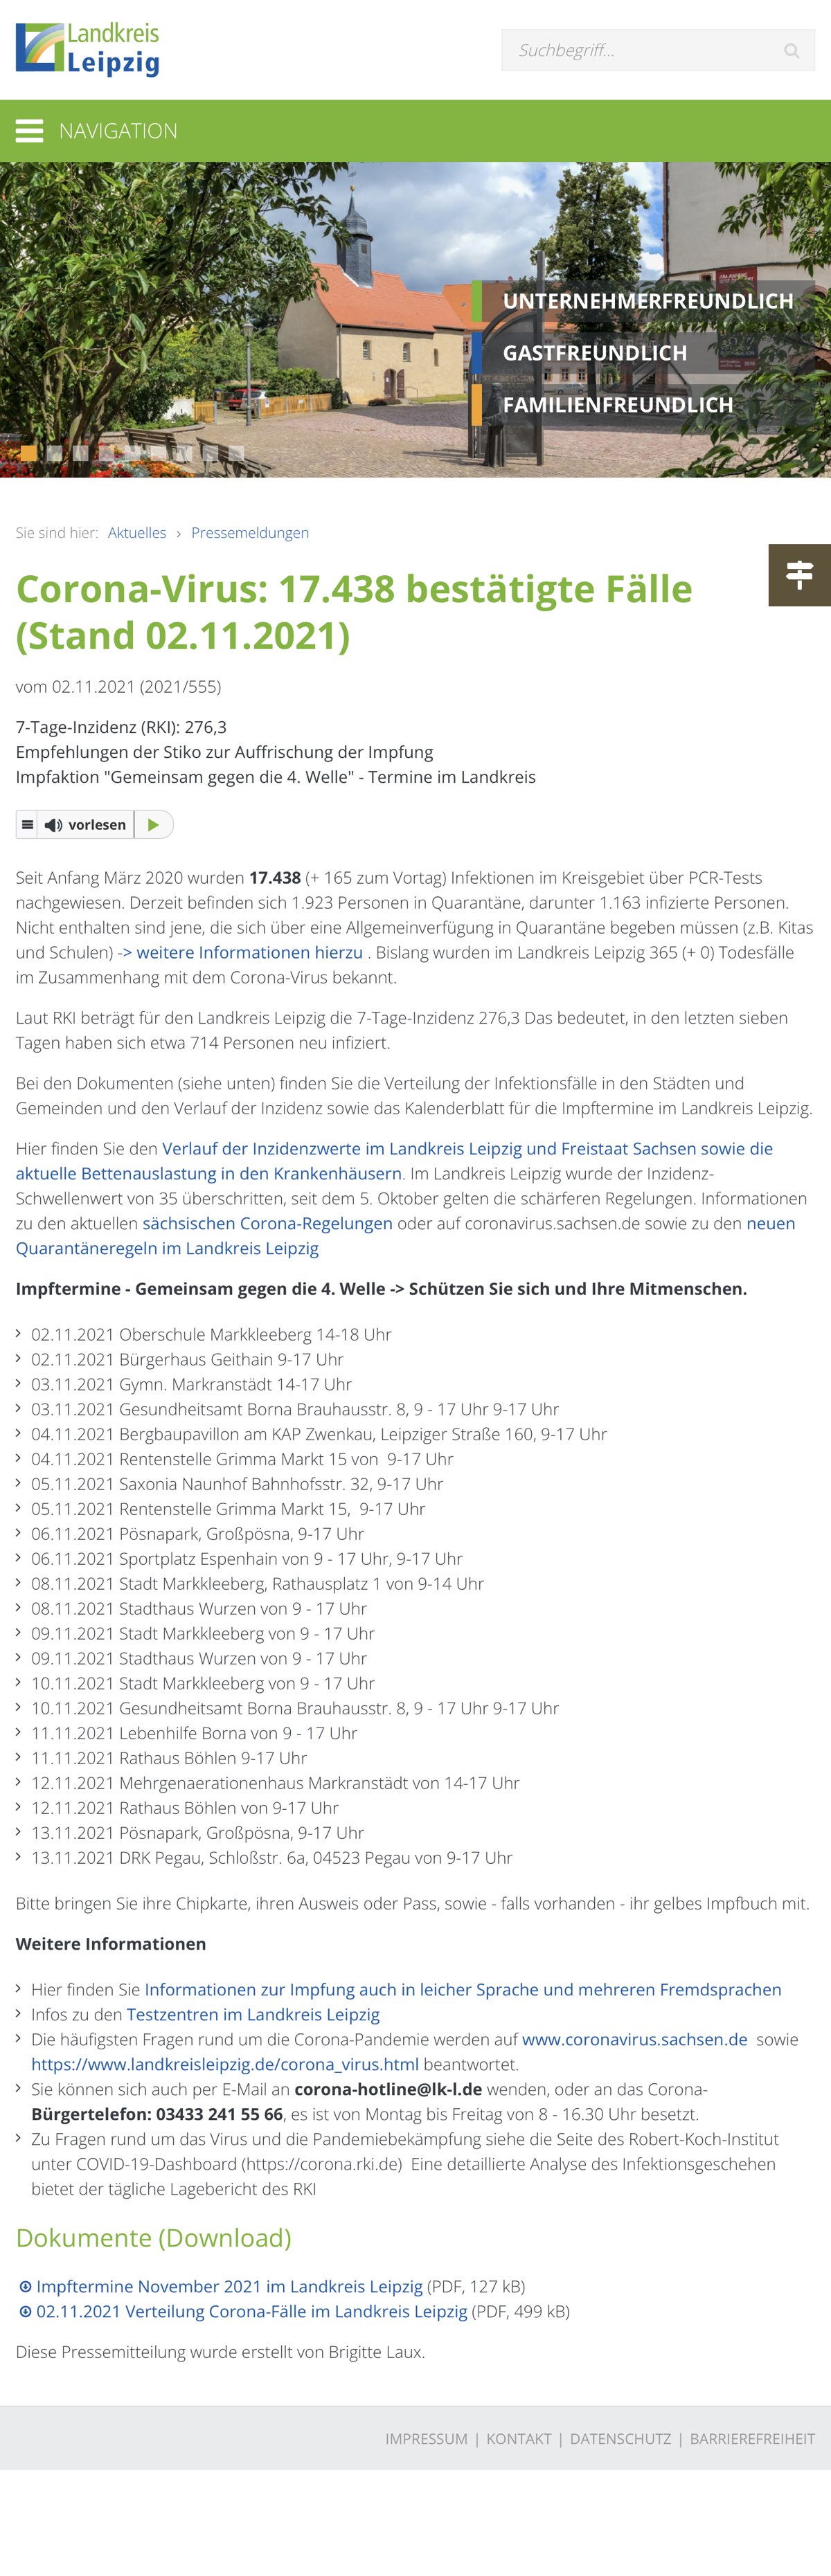 Landkreis
Leipzig
Suchbegriff...
NAVIGATION
UNTERNEHMERFREUNDLICH
GASTFREUNDLICH
FAMILIENFREUNDLICH
Sie sind hier: Aktuelles › Pressemeldungen
Corona-Virus: 17.438 bestätigte Fälle
(Stand 02.11.2021)
vom 02.11.2021 (2021/555)
7-Tage-Inzidenz (RKI): 276,3
Empfehlungen der Stiko zur Auffrischung der Impfung
Impfaktion "Gemeinsam gegen die 4. Welle" - Termine im Landkreis
vorlesen
Seit Anfang März 2020 wurden 17.438 (+ 165 zum Vortag) Infektionen im Kreisgebiet über PCR-Tests
nachgewiesen. Derzeit befinden sich 1.923 Personen in Quarantäne, darunter 1.163 infizierte Personen.
Nicht enthalten sind jene, die sich über eine Allgemeinverfügung in Quarantäne begeben müssen (z.B. Kitas
und Schulen) -> weitere Informationen hierzu . Bislang wurden im Landkreis Leipzig 365 (+ 0) Todesfälle
im Zusammenhang mit dem Corona-Virus bekannt.
Laut RKI beträgt für den Landkreis Leipzig die 7-Tage-Inzidenz 276,3 Das bedeutet, in den letzten sieben
Tagen haben sich etwa 714 Personen neu infiziert.
Bei den Dokumenten (siehe unten) finden Sie die Verteilung der Infektionsfälle in den Städten und
Gemeinden und den Verlauf der Inzidenz sowie das Kalenderblatt für die Impftermine im Landkreis Leipzig.
Hier finden Sie den Verlauf der Inzidenzwerte im Landkreis Leipzig und Freistaat Sachsen sowie die
aktuelle Bettenauslastung in den Krankenhäusern. Im Landkreis Leipzig wurde der Inzidenz-
Schwellenwert von 35 überschritten, seit dem 5. Oktober gelten die schärferen Regelungen. Informationen
zu den aktuellen sächsischen Corona-Regelungen oder auf coronavirus.sachsen.de sowie zu den neuen
Quarantäneregeln im Landkreis Leipzig
Impftermine - Gemeinsam gegen die 4. Welle -> Schützen Sie sich und Ihre Mitmenschen.
02.11.2021 Oberschule Markkleeberg 14-18 Uhr
02.11.2021 Bürgerhaus Geithain 9-17 Uhr
03.11.2021 Gymn. Markranstädt 14-17 Uhr
03.11.2021 Gesundheitsamt Borna Brauhausstr. 8, 9 - 17 Uhr 9-17 Uhr
04.11.2021 Bergbaupavillon am KAP Zwenkau, Leipziger Straße 160, 9-17 Uhr
04.11.2021 Rentenstelle Grimma Markt 15 von 9-17 Uhr
05.11.2021 Saxonia Naunhof Bahnhofsstr. 32, 9-17 Uhr
05.11.2021 Rentenstelle Grimma Markt 15, 9-17 Uhr
06.11.2021 Pösnapark, Großpösna, 9-17 Uhr
06.11.2021 Sportplatz Espenhain von 9 - 17 Uhr, 9-17 Uhr
08.11.2021 Stadt Markkleeberg, Rathausplatz 1 von 9-14 Uhr
08.11.2021 Stadthaus Wurzen von 9 - 17 Uhr
09.11.2021 Stadt Markkleeberg von 9 - 17 Uhr
09.11.2021 Stadthaus Wurzen von 9 - 17 Uhr
10.11.2021 Stadt Markkleeberg von 9 - 17 Uhr
10.11.2021 Gesundheitsamt Borna Brauhausstr. 8, 9 - 17 Uhr 9-17 Uhr
11.11.2021 Lebenhilfe Borna von 9 - 17 Uhr
11.11.2021 Rathaus Böhlen 9-17 Uhr
12.11.2021 Mehrgenaerationenhaus Markranstädt von 14-17 Uhr
12.11.2021 Rathaus Böhlen von 9-17 Uhr
13.11.2021 Pösnapark, Großpösna, 9-17 Uhr
13.11.2021 DRK Pegau, Schloßstr. 6a, 04523 Pegau von 9-17 Uhr
Bitte bringen Sie ihre Chipkarte, ihren Ausweis oder Pass, sowie - falls vorhanden - ihr gelbes Impfbuch mit.
Weitere Informationen
Hier finden Sie Informationen zur Impfung auch in leicher Sprache und mehreren Fremdsprachen
Infos zu den Testzentren im Landkreis Leipzig
Die häufigsten Fragen rund um die Corona-Pandemie werden auf www.coronavirus.sachsen.de sowie
https://www.landkreisleipzig.de/corona_virus.html beantwortet.
Sie können sich auch per E-Mail an corona-hotline@lk-l.de wenden, oder an das Corona-
Bürgertelefon: 03433 241 55 66, es ist von Montag bis Freitag von 8 - 16.30 Uhr besetzt.
Zu Fragen rund um das Virus und die Pandemiebekämpfung siehe die Seite des Robert-Koch-Institut
unter COVID-19-Dashboard (https://corona.rki.de) Eine detaillierte Analyse des Infektionsgeschehen
bietet der tägliche Lagebericht des RKI
Dokumente (Download)
Impftermine November 2021 im Landkreis Leipzig (PDF, 127 kB)
02.11.2021 Verteilung Corona-Fälle im Landkreis Leipzig (PDF, 499 kB)
Diese Pressemitteilung wurde erstellt von Brigitte Laux.
IMPRESSUM | KONTAKT | DATENSCHUTZ | BARRIEREFREIHEIT